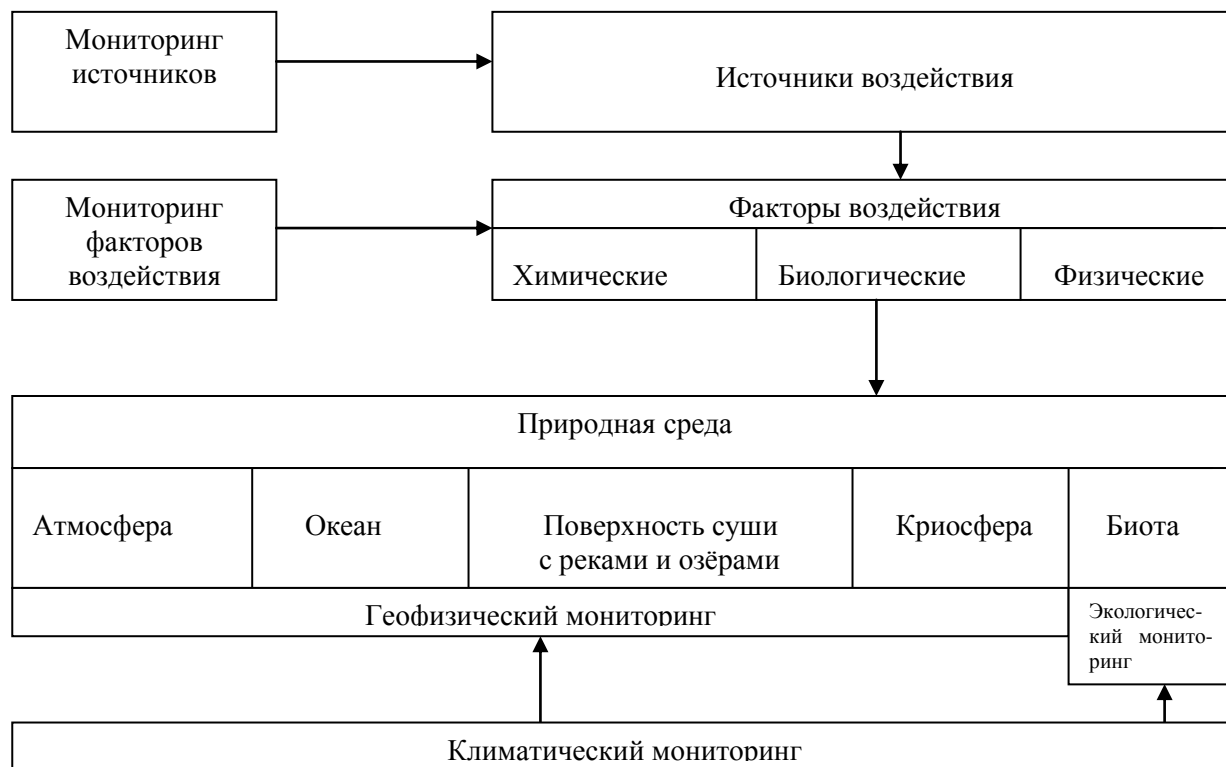 Мониторинг
источников
Источники воздействия
Мониторинг
факторов
воздействия
Факторы воздействия
Химические
Биологические
Физические
Природная среда
Атмосфера
Океан
Поверхность суши
с реками и озёрами
Криосфера
Биота
Геофизический мониторинг
Экологичес-
кий монито-
ринг
Климатический мониторинг